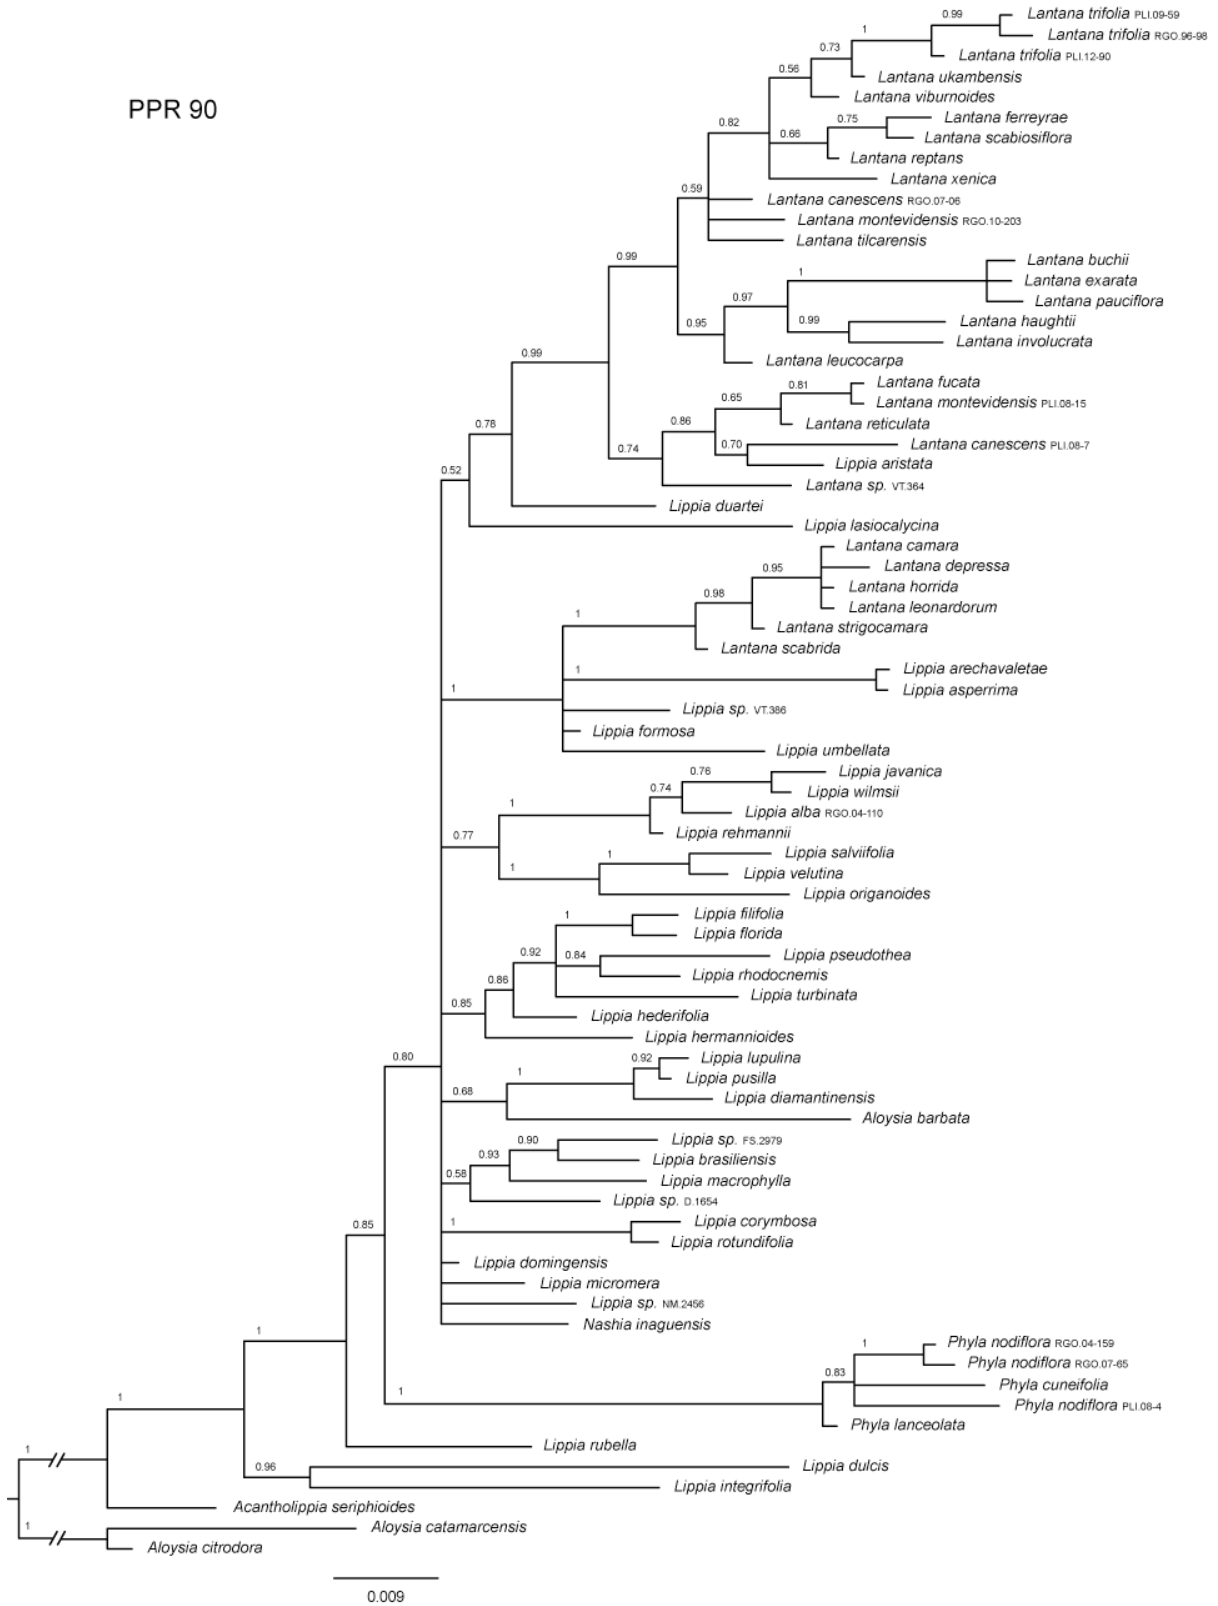 0.99
Lantana trifolia PLI.09-59
1
Lantana trifolia RGO.96-98
0.73
Lantana trifolia PLI.12-90
0.56
Lantana ukambensis
Lantana viburnoides
PPR 90
0.82
0.75
Lantana ferreyrae
0.66
Lantana scabiosiflora
Lantana reptans
Lantana xenica
0.59
Lantana canescens RGO.07-06
Lantana montevidensis RGO.10-203
Lantana tilcarensis
0.99
Lantana buchii
1
Lantana exarata
0.97
Lantana pauciflora
0.95
0.99
Lantana haughtii
Lantana involucrata
0.99
Lantana leucocarpa
0.81
Lantana fucata
0.65
Lantana montevidensis PLI.08-15
0.86
Lantana reticulata
0.78
0.74
0.70
Lantana canescens PLI.08-7
Lippia aristata
0.52
Lantana sp. VT.364
Lippia duartei
Lippia lasiocalycina
Lantana camara
0.95
Lantana depressa
0.98
Lantana horrida
Lantana leonardorum
1
Lantana strigocamara
Lantana scabrida
1
Lippia arechavaletae
1
Lippia asperrima
Lippia sp. VT.386
Lippia formosa
Lippia umbellata
0.76
Lippia javanica
0.74
Lippia wilmsii
1
Lippia alba RGO.04-110
0.77
Lippia rehmannii
1
Lippia salviifolia
1
Lippia velutina
Lippia origanoides
1
Lippia filifolia
Lippia florida
0.92
0.84
Lippia pseudothea
0.86
Lippia rhodocnemis
0.85
Lippia turbinata
Lippia hederifolia
Lippia hermannioides
0.80
0.92
Lippia lupulina
1
Lippia pusilla
0.68
Lippia diamantinensis
Aloysia barbata
0.90
Lippia sp. FS.2979
0.93
Lippia brasiliensis
0.58
Lippia macrophylla
Lippia sp. D.1654
0.85
1
Lippia corymbosa
Lippia rotundifolia
Lippia domingensis
Lippia micromera
Lippia sp. NM.2456
Nashia inaguensis
1
1
Phyla nodiflora RGO.04-159
0.83
Phyla nodiflora RGO.07-65
1
Phyla cuneifolia
1
Phyla nodiflora PLI.08-4
Phyla lanceolata
1
Lippia rubella
0.96
Lippia dulcis
Lippia integrifolia
Acantholippia seriphioides
1
Aloysia catamarcensis
Aloysia citrodora
0.009